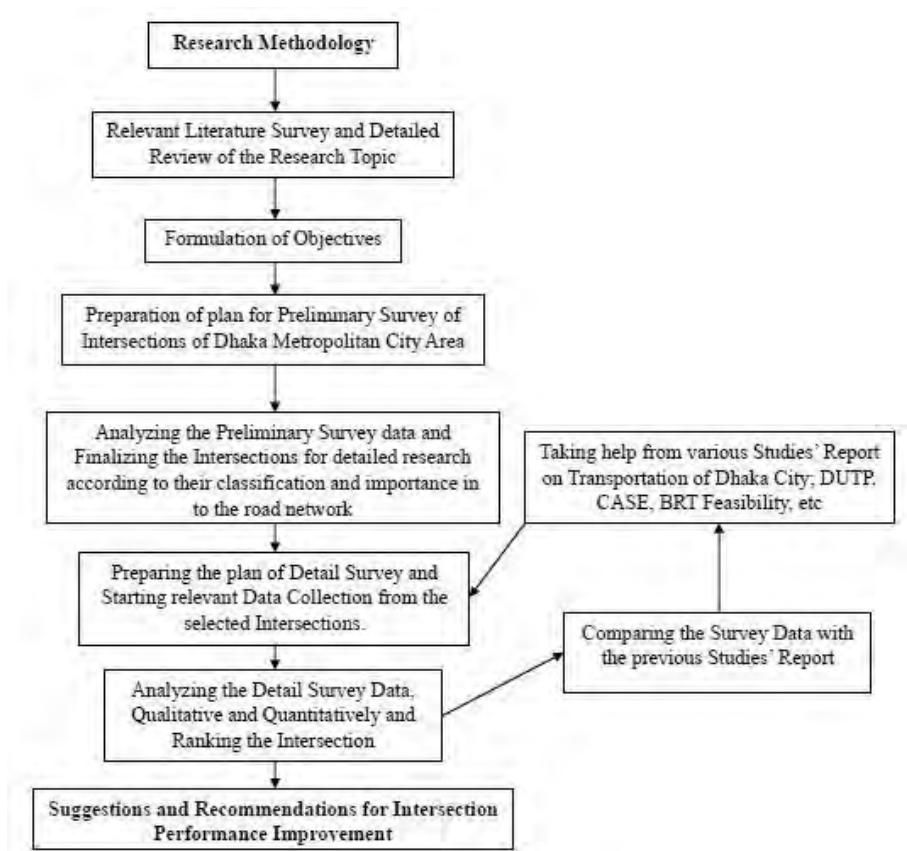 Research Methodology
Relevant Literature Survey and Detailed
Review of the Research Topic
Formulation of Objectives
Preparation of plan for Preliminary Survey of
Intersections of Dhaka Metropolitan City Area
Analyzing the Preliminary Survey data and
Finalizing the Intersections for detailed research
according to their classification and importance in
to the road network
Taking help from various Studies' Report
on Transportation of Dhaka City; DUTP,
CASE, BRT Feasibility, etc
Preparing the plan of Detail Survey and
Starting relevant Data Collection from the
selected Intersections.
Comparing the Survey Data with
the previous Studies' Report
Analyzing the Detail Survey Data,
Qualitative and Quantitatively and
Ranking the Intersection
Suggestions and Recommendations for Intersection
Performance Improvement